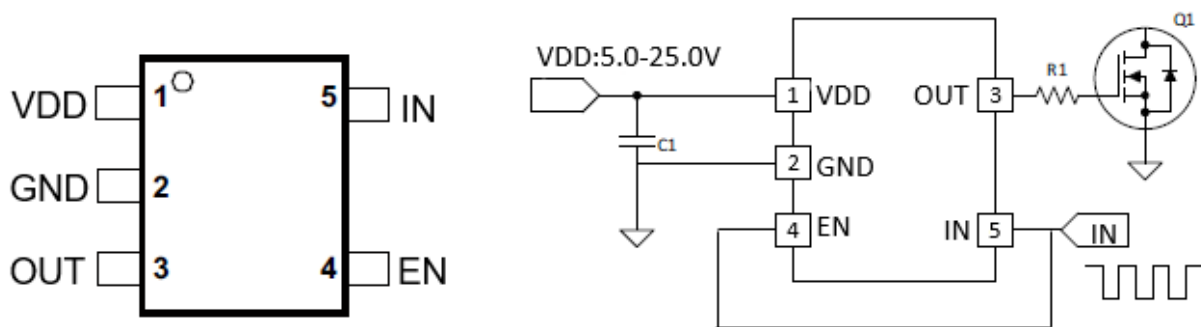 VDD 1 5 IN
GND 2
OUT 3 4 EN
VDD:5.0-25.0V
Q1
R1
1 VDD OUT 3
C1
2 GND
4 EN IN 5 IN